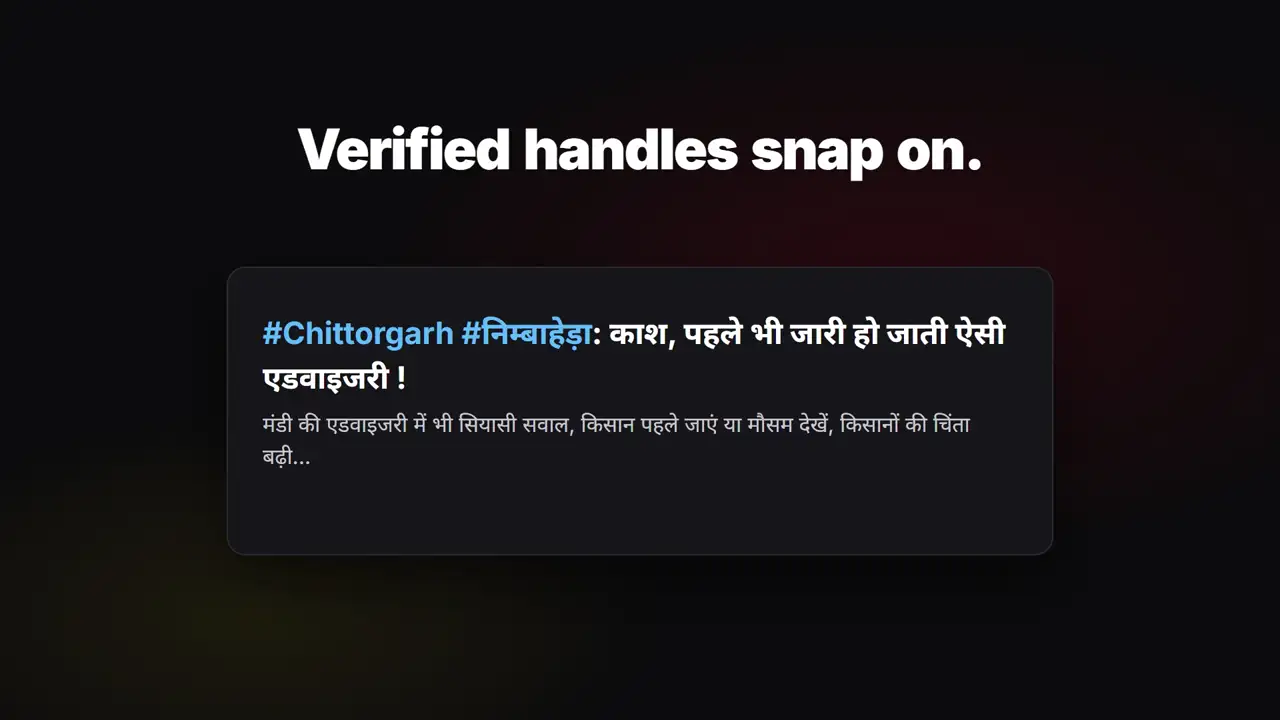 Verified handles snap on.
#Chittorgarh #निम्बाहेड़ा: काश, पहले भी जारी हो जाती ऐसी
एडवाइजरी !
मंडी की एडवाइजरी में भी सियासी सवाल, किसान पहले जाएं या मौसम देखें, किसानों की चिंता
बढ़ी...